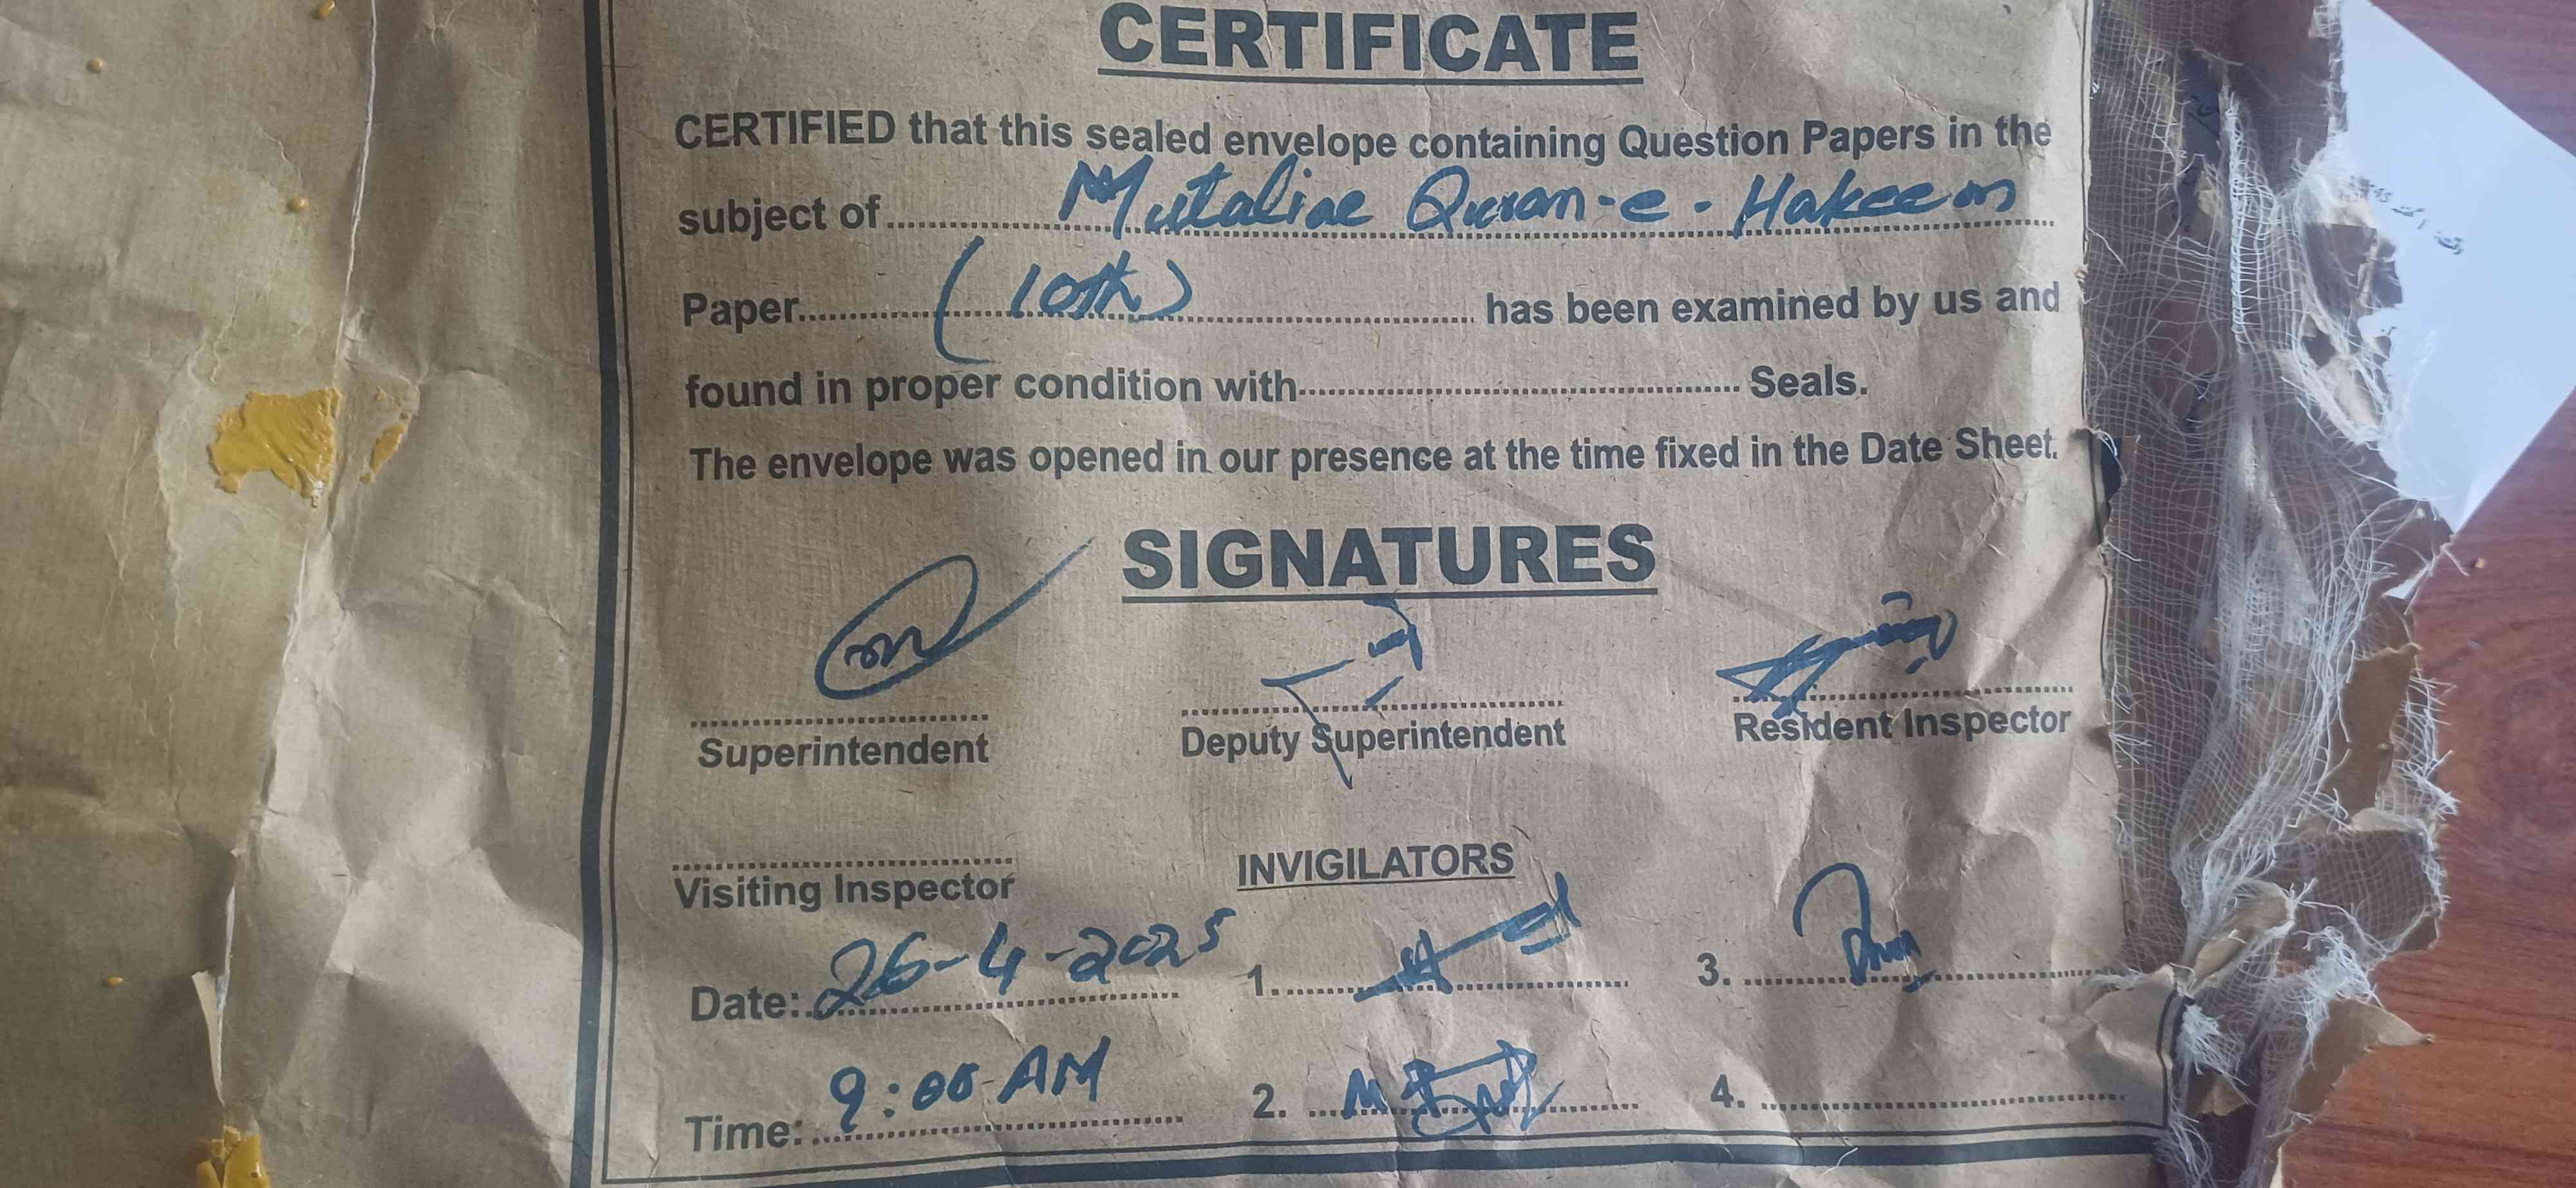 CERTIFICATE
CERTIFIED that this sealed envelope containing Question Papers in the
subject of Mutaliae Quran-e-Hakeem
Paper (10th) has been examined by us and
found in proper condition with Seals.
The envelope was opened in our presence at the time fixed in the Date Sheet.
SIGNATURES
Superintendent Deputy Superintendent Resident Inspector
Visiting Inspector INVIGILATORS
Date: 26-4-2025 1. 3.
Time: 9:00 AM 2. 4.